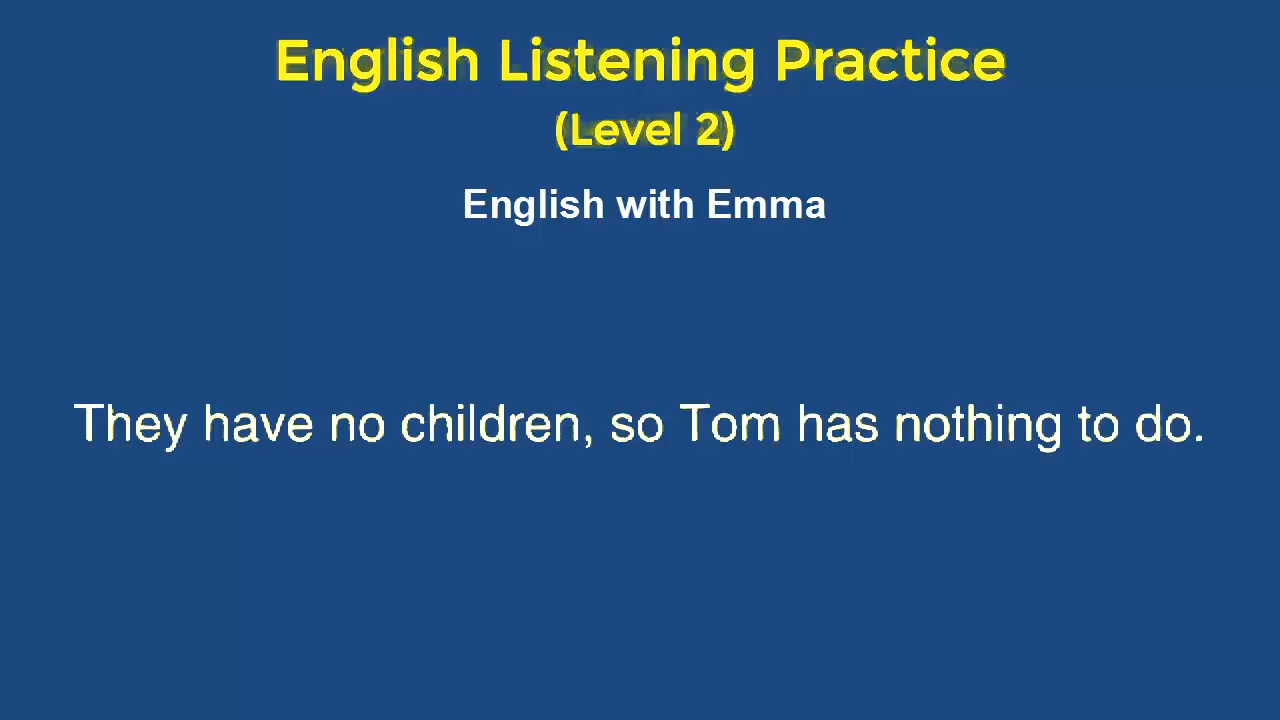 English Listening Practice
(Level 2)
English with Emma
They have no children, so Tom has nothing to do.